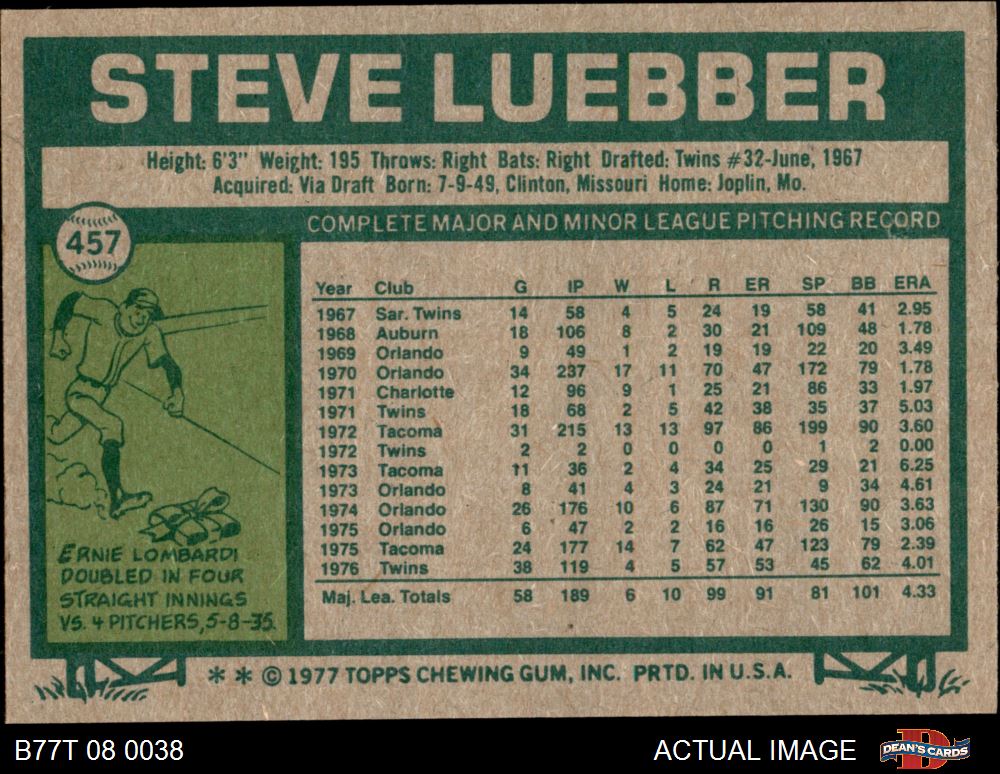 STEVE LUEBBER
Height: 6'3" Weight: 195 Throws: Right Bats: Right Drafted: Twins #32-June, 1967
Acquired: Via Draft Born: 7-9-49, Clinton, Missouri Home: Joplin, Mo.
457
COMPLETE MAJOR AND MINOR LEAGUE PITCHING RECORD
Year Club G IP W L R ER SP BB ERA
1967 Sar. Twins 14 58 4 5 24 19 58 41 2.95
1968 Auburn 18 106 8 2 30 21 109 48 1.78
1969 Orlando 9 49 1 2 19 19 22 20 3.49
1970 Orlando 34 237 17 11 70 47 172 79 1.78
1971 Charlotte 12 96 9 1 25 21 86 33 1.97
1971 Twins 18 68 2 5 42 38 35 37 5.03
1972 Tacoma 31 215 13 13 97 86 199 90 3.60
1972 Twins 2 2 0 0 0 0 1 2 0.00
1973 Tacoma 11 36 2 4 34 25 29 21 6.25
1973 Orlando 8 41 4 3 24 21 9 34 4.61
1974 Orlando 26 176 10 6 87 71 130 90 3.63
1975 Orlando 6 47 2 2 16 16 26 15 3.06
1975 Tacoma 24 177 14 7 62 47 123 79 2.39
1976 Twins 38 119 4 5 57 53 45 62 4.01
Maj. Lea. Totals 58 189 6 10 99 91 81 101 4.33
ERNIE LOMBARDI
DOUBLED IN FOUR
STRAIGHT INNINGS
VS. 4 PITCHERS, 5-8-35.
** © 1977 TOPPS CHEWING GUM, INC. PRTD. IN U.S.A.
B77T 08 0038
ACTUAL IMAGE
DEAN'S CARDS